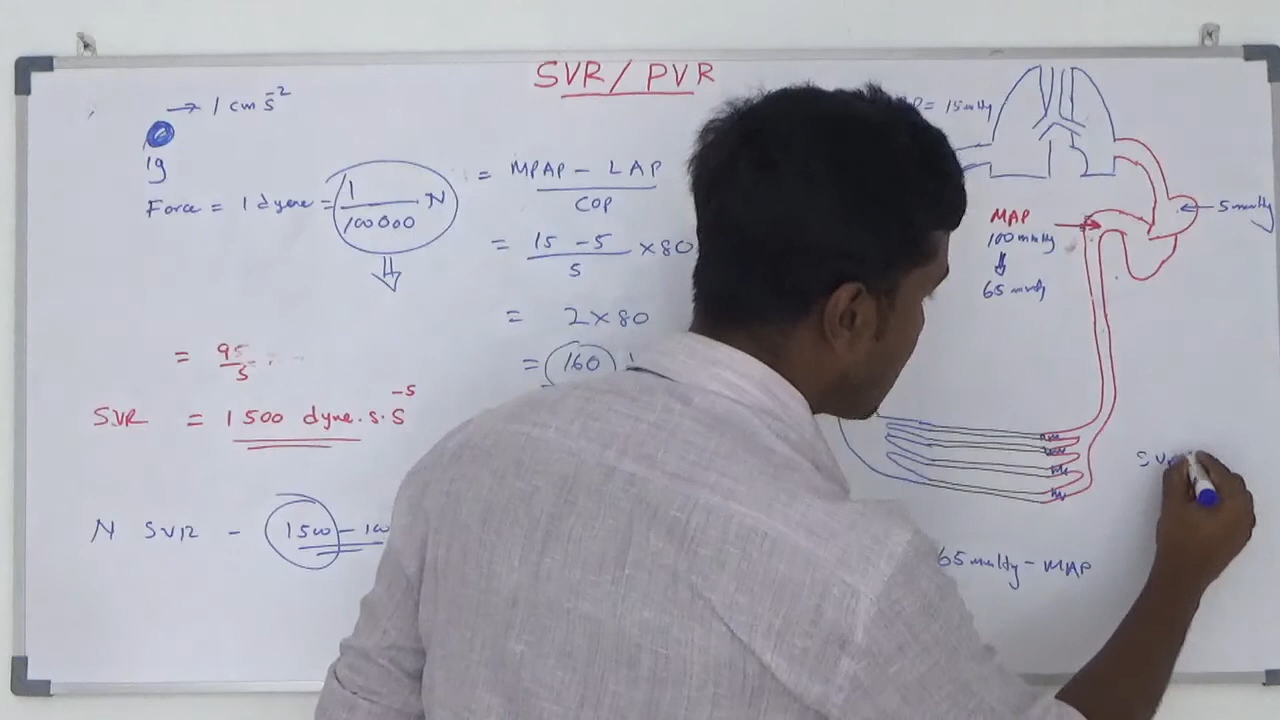 SVR / PVR
→ 1 cm s⁻²
1g
Force = 1 dyne = 1/100000 N
= 95/5
SVR = 1500 dyne.s.s⁻⁵
N SVR - 1500 - 
= MPAP - LAP / COP
= 15 - 5 / 5 × 80
= 2 × 80
= 160
= 15 mmHg
5 mmHg
MAP
100 mmHg
65 mmHg
65 mmHg - MAP